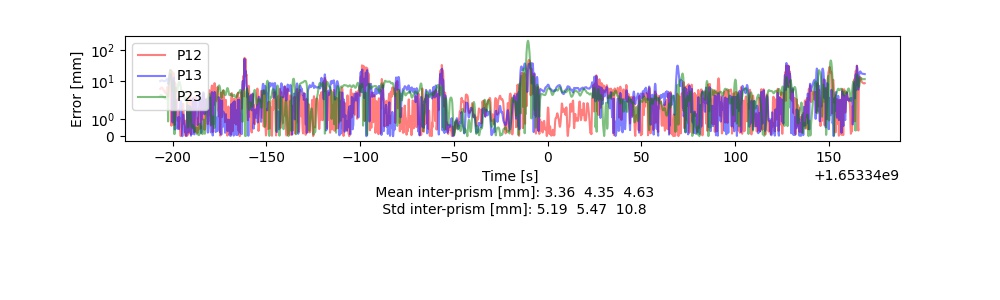 Error [mm]
10²
10¹
10⁰
0
P12
P13
P23
−200 −150 −100 −50 0 50 100 150
+1.65334e9
Time [s]
Mean inter-prism [mm]: 3.36 4.35 4.63
Std inter-prism [mm]: 5.19 5.47 10.8